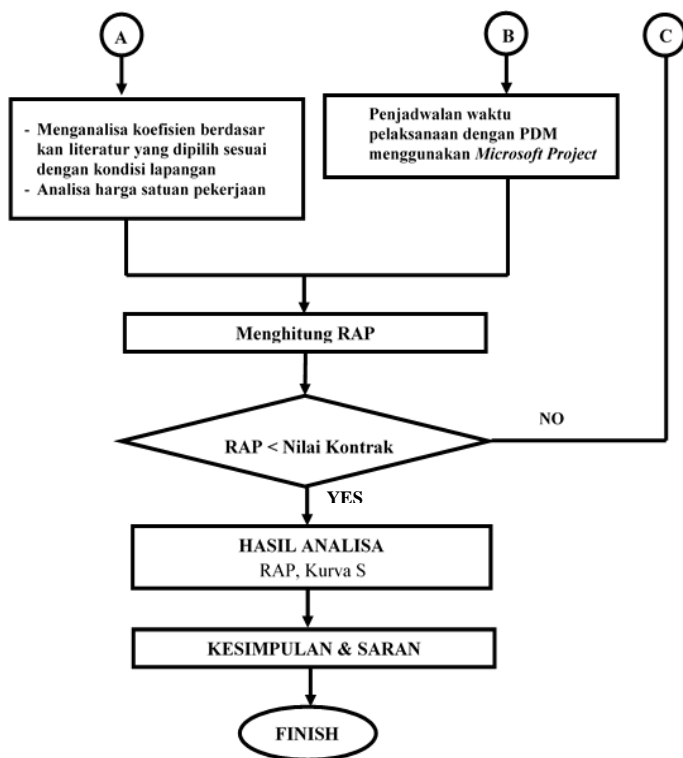 A
B
C
- Menganalisa koefisien berdasar
kan literatur yang dipilih sesuai
dengan kondisi lapangan
- Analisa harga satuan pekerjaan
Penjadwalan waktu
pelaksanaan dengan PDM
menggunakan Microsoft Project
Menghitung RAP
RAP < Nilai Kontrak
NO
YES
HASIL ANALISA
RAP, Kurva S
KESIMPULAN & SARAN
FINISH